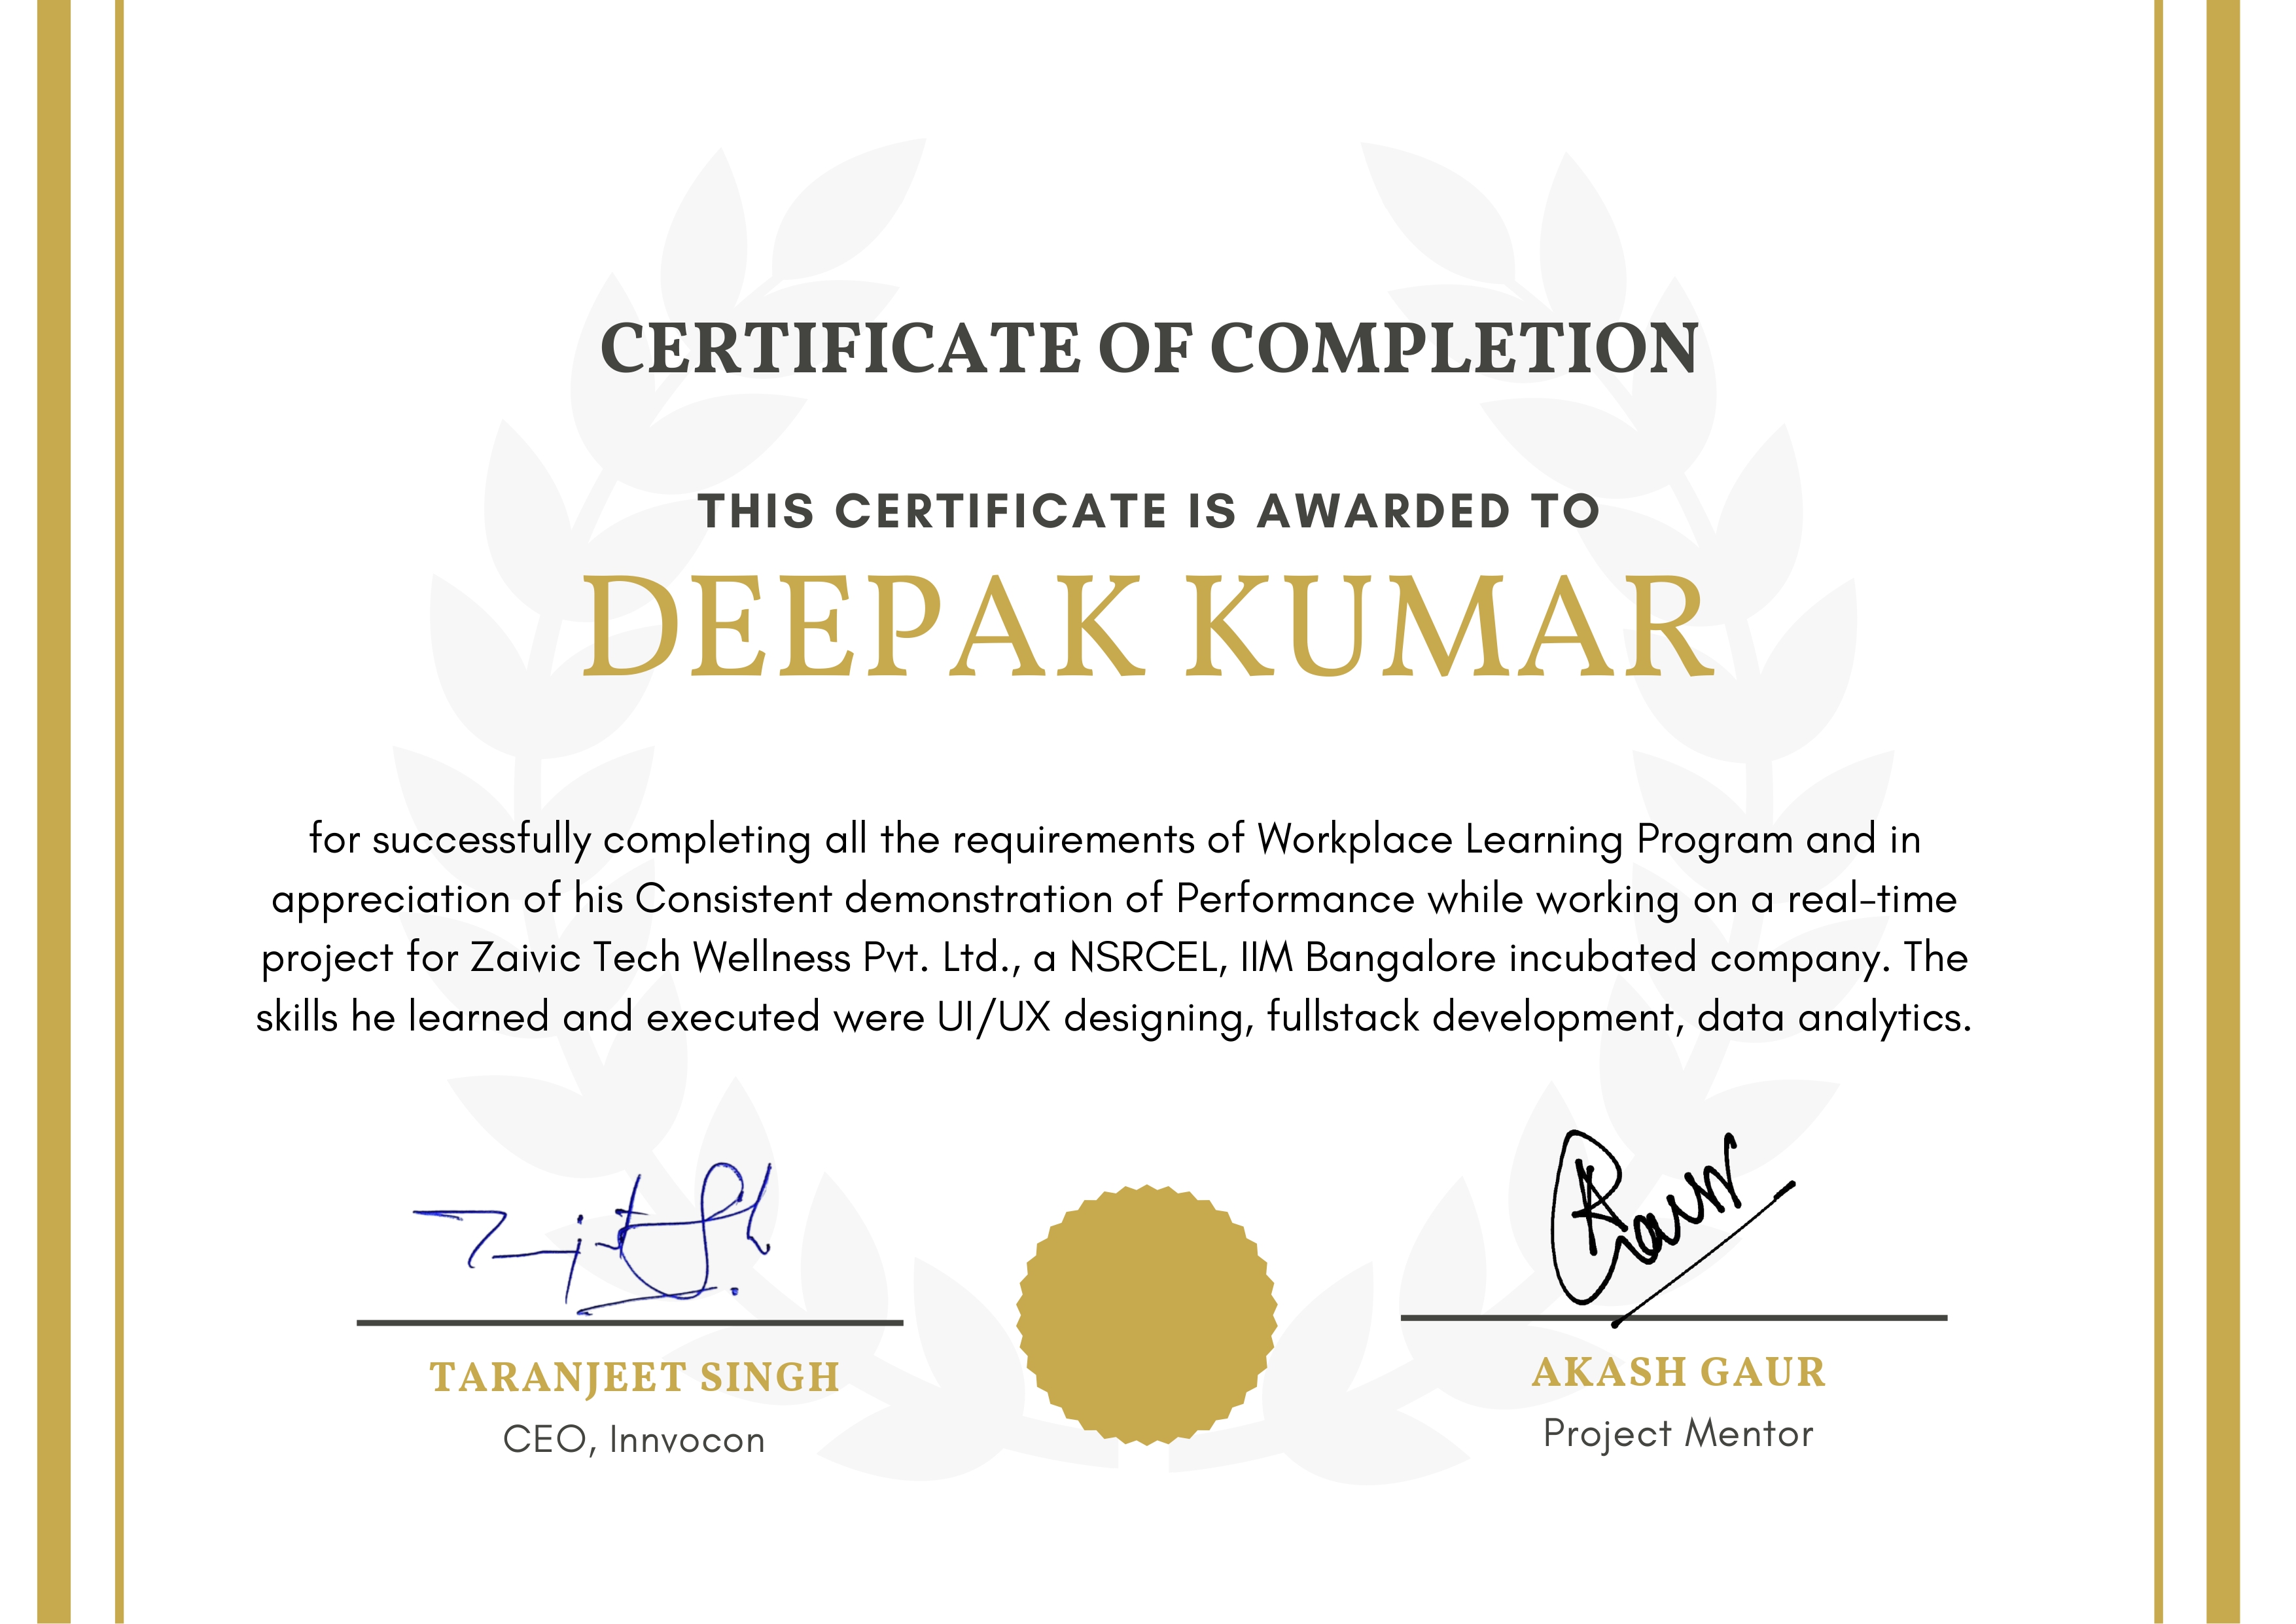 CERTIFICATE OF COMPLETION
THIS CERTIFICATE IS AWARDED TO
DEEPAK KUMAR
for successfully completing all the requirements of Workplace Learning Program and in
appreciation of his Consistent demonstration of Performance while working on a real-time
project for Zaivic Tech Wellness Pvt. Ltd., a NSRCEL, IIM Bangalore incubated company. The
skills he learned and executed were UI/UX designing, fullstack development, data analytics.
TARANJEET SINGH
CEO, Innvocon
AKASH GAUR
Project Mentor